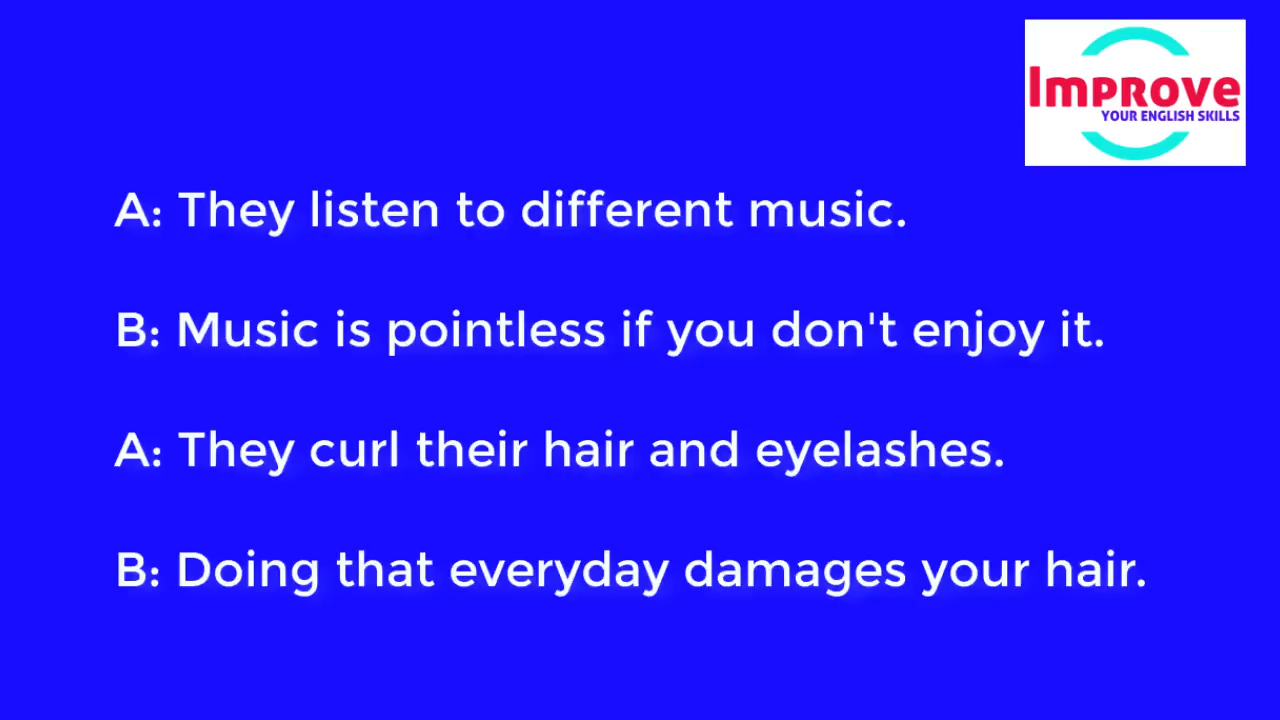 Improve
YOUR ENGLISH SKILLS
A: They listen to different music.
B: Music is pointless if you don't enjoy it.
A: They curl their hair and eyelashes.
B: Doing that everyday damages your hair.